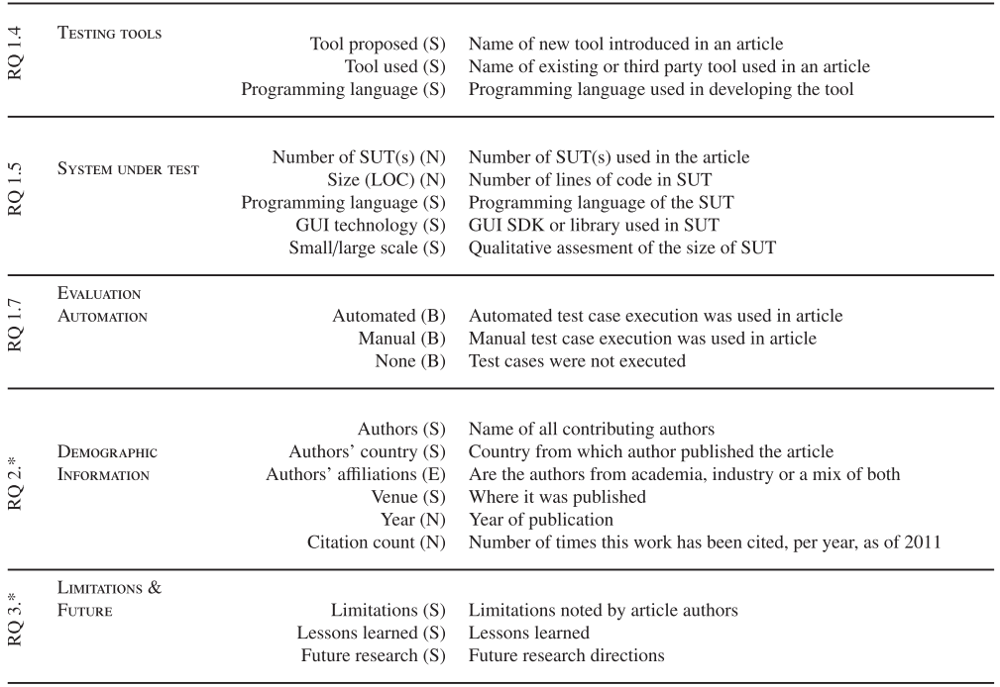 RQ 1.4
TESTING TOOLS
Tool proposed (S) Name of new tool introduced in an article
Tool used (S) Name of existing or third party tool used in an article
Programming language (S) Programming language used in developing the tool
RQ 1.5
SYSTEM UNDER TEST
Number of SUT(s) (N) Number of SUT(s) used in the article
Size (LOC) (N) Number of lines of code in SUT
Programming language (S) Programming language of the SUT
GUI technology (S) GUI SDK or library used in SUT
Small/large scale (S) Qualitative assesment of the size of SUT
RQ 1.7
EVALUATION
AUTOMATION Automated (B) Automated test case execution was used in article
Manual (B) Manual test case execution was used in article
None (B) Test cases were not executed
RQ 2.*
Authors (S) Name of all contributing authors
DEMOGRAPHIC Authors' country (S) Country from which author published the article
INFORMATION Authors' affiliations (E) Are the authors from academia, industry or a mix of both
Venue (S) Where it was published
Year (N) Year of publication
Citation count (N) Number of times this work has been cited, per year, as of 2011
RQ 3.*
LIMITATIONS &
FUTURE Limitations (S) Limitations noted by article authors
Lessons learned (S) Lessons learned
Future research (S) Future research directions